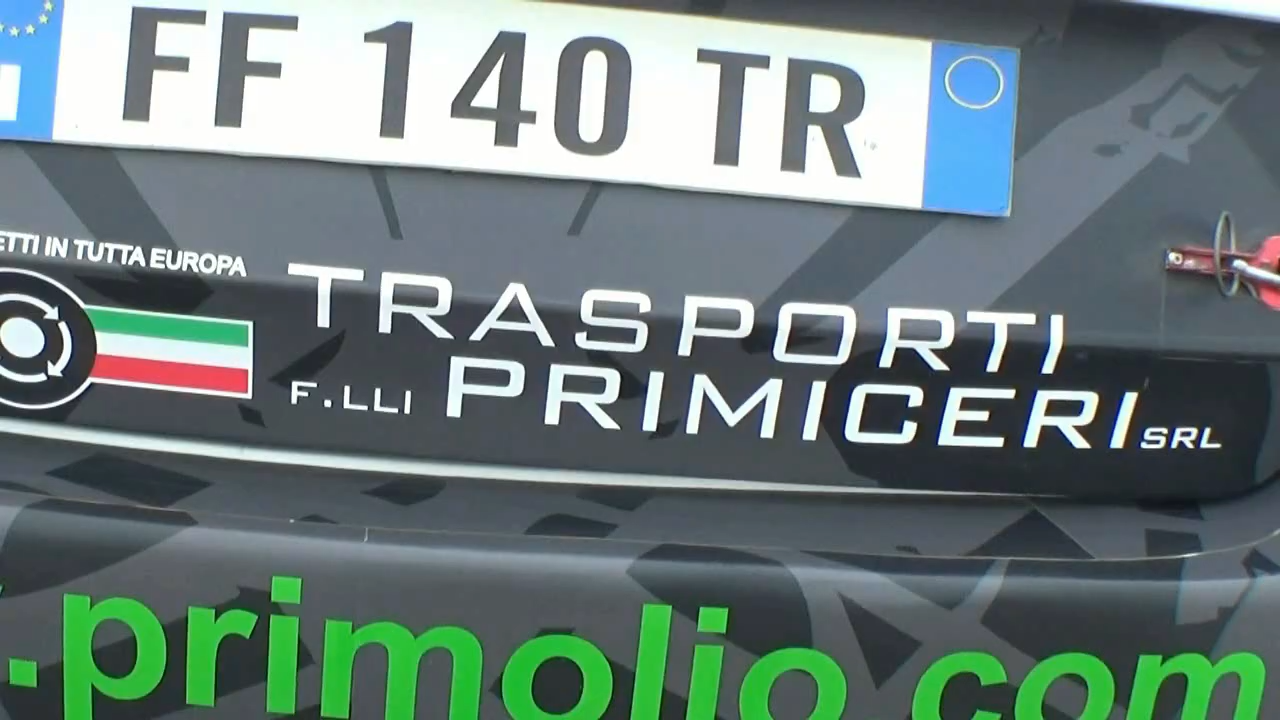 FF 140 TR
ETTI IN TUTTA EUROPA
TRASPORTI
F.LLI PRIMICERI SRL
.primolio.com